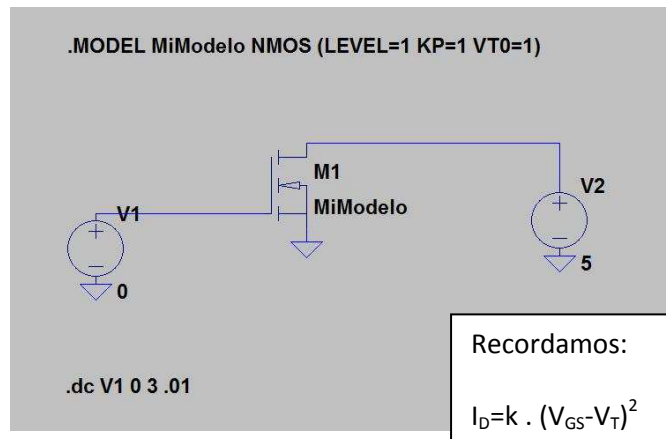 .MODEL MiModelo NMOS (LEVEL=1 KP=1 VT0=1)
M1
MiModelo
V1
0
V2
5
.dc V1 0 3 .01
Recordamos:
I_D=k . (V_GS-V_T)²